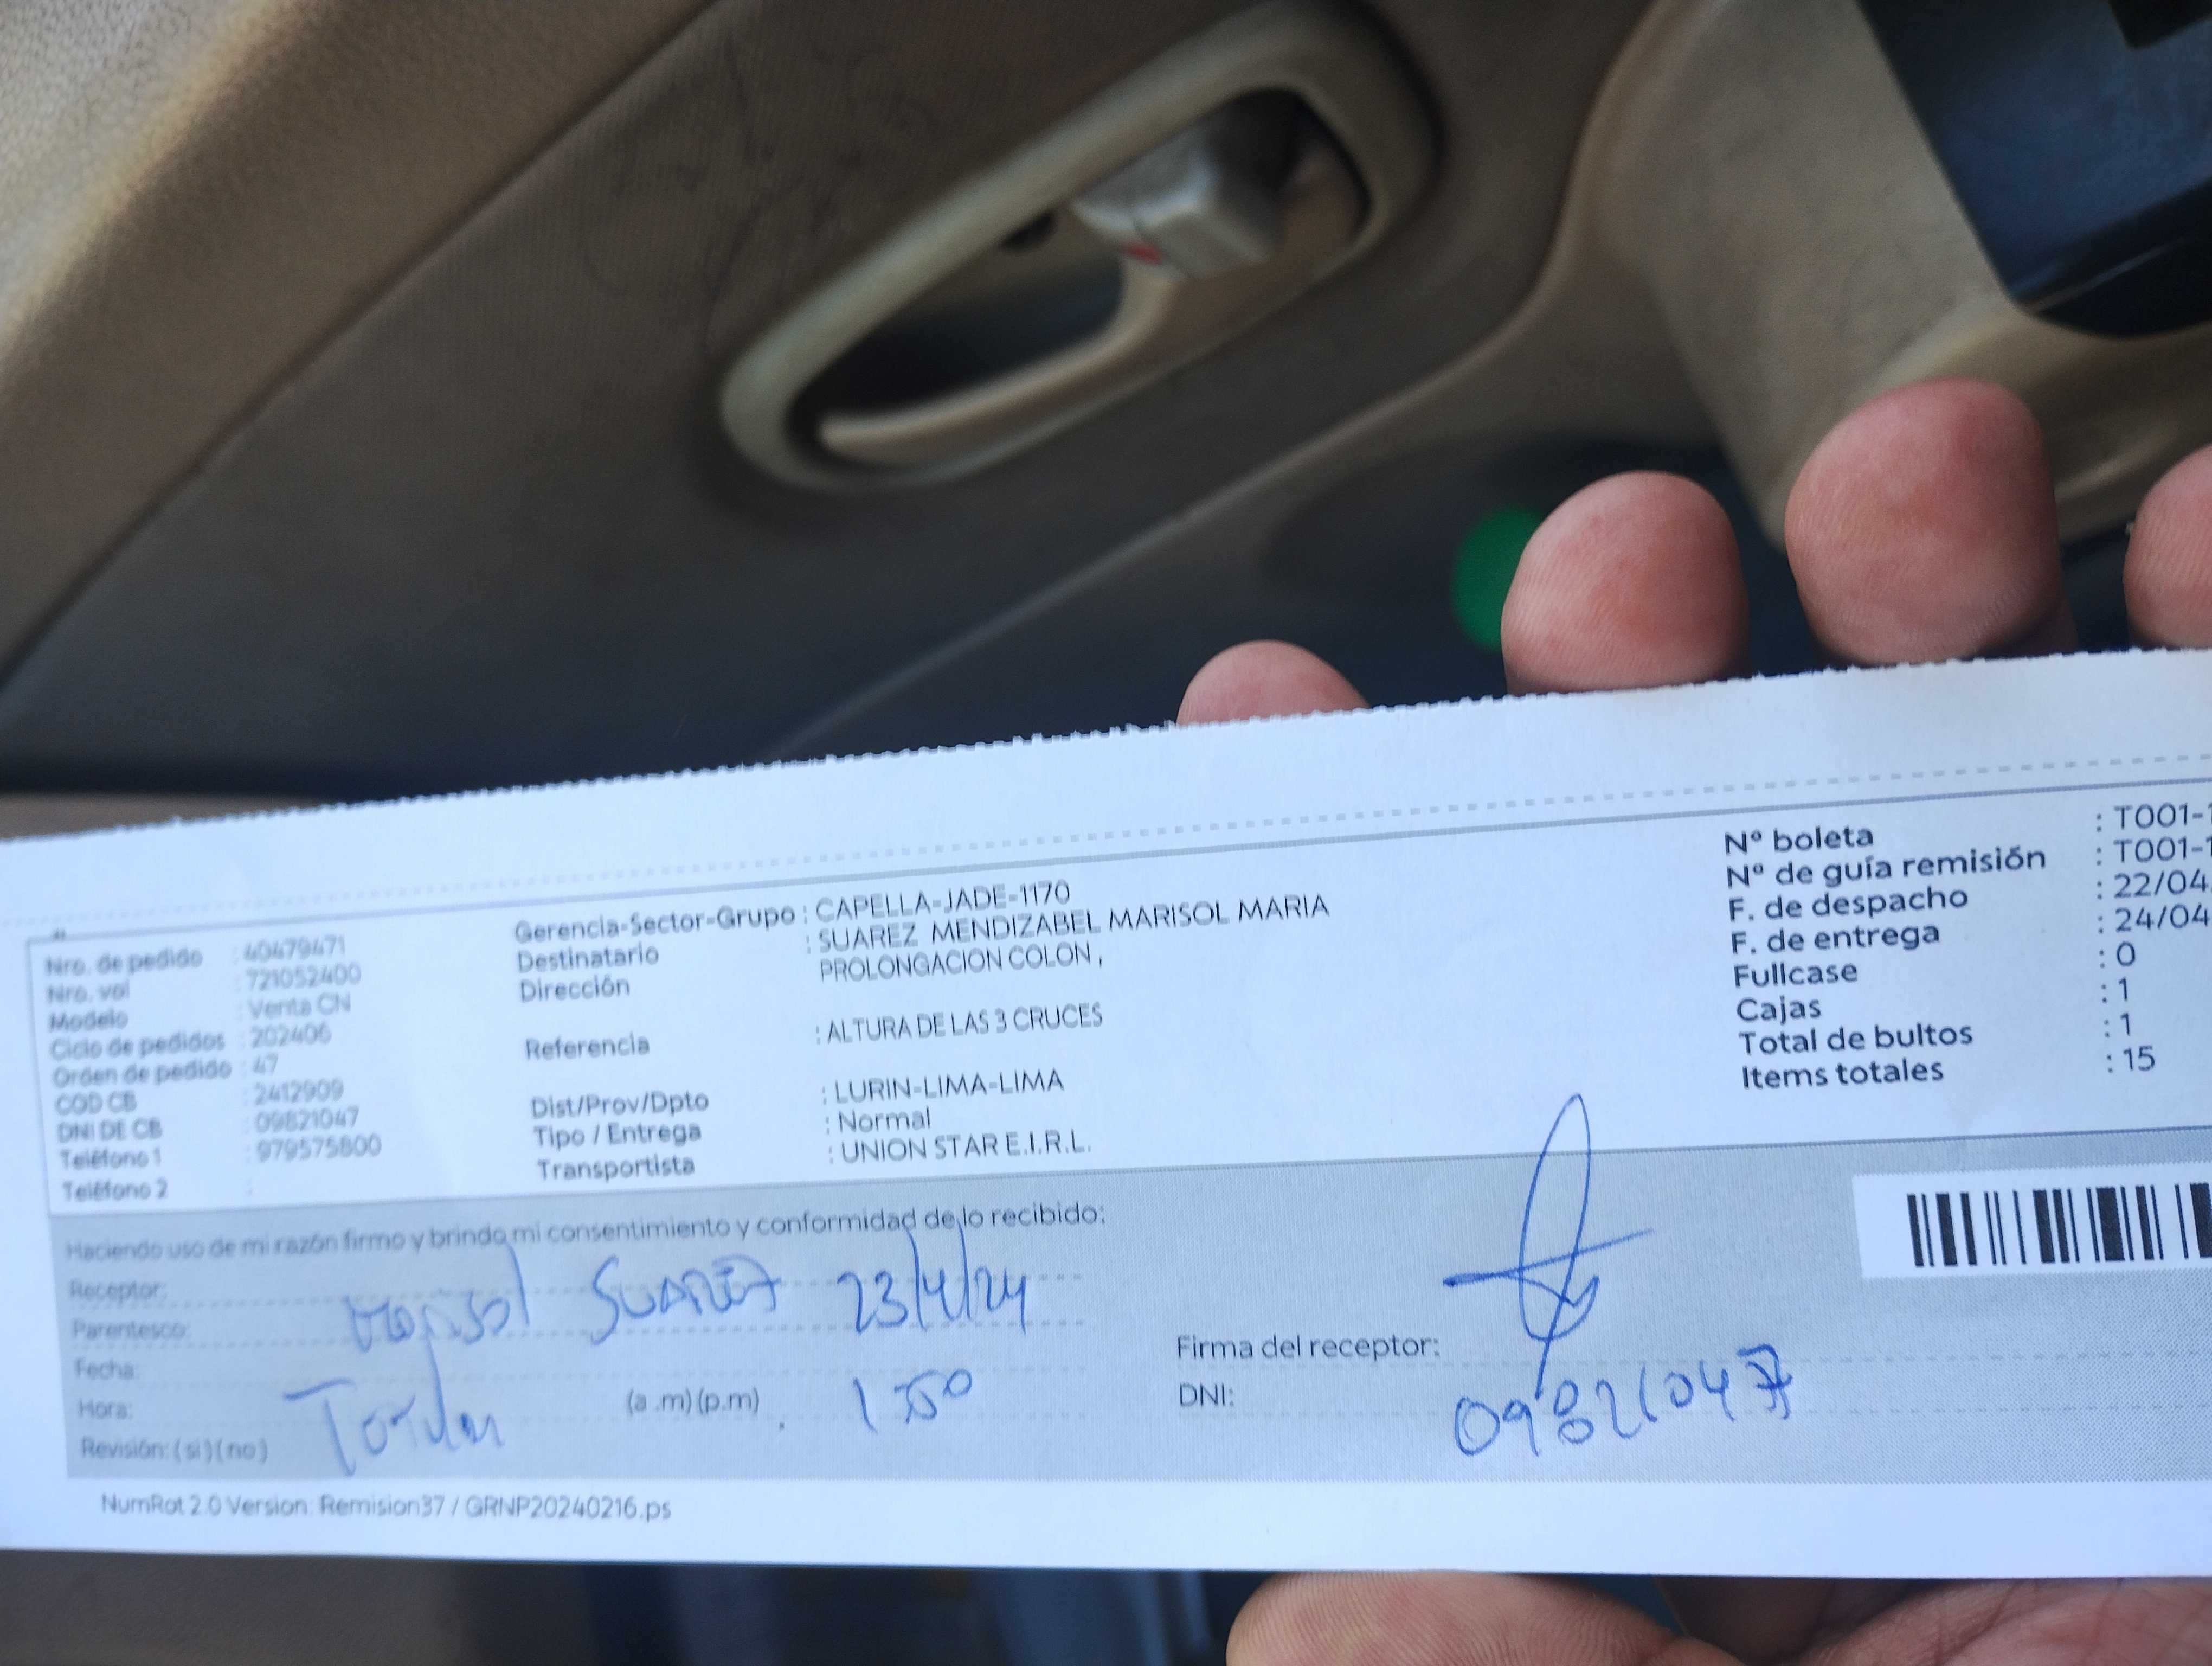 Nro. de pedido : 40479471
Nro. vol : 721052400
Modelo : Venta CN
Ciclo de pedidos : 202406
Orden de pedido : 47
COD CB : 2412909
DNI DE CB : 09821047
Teléfono 1 : 979575800
Teléfono 2 :
Gerencia-Sector-Grupo : CAPELLA-JADE-1170
Destinatario : SUAREZ MENDIZABEL MARISOL MARIA
Dirección PROLONGACION COLON ,
Referencia : ALTURA DE LAS 3 CRUCES
Dist/Prov/Dpto : LURIN-LIMA-LIMA
Tipo / Entrega : Normal
Transportista : UNION STAR E.I.R.L.
Nº boleta : T001-1
Nº de guía remisión : T001-1
F. de despacho : 22/04
F. de entrega : 24/04
Fullcase : 0
Cajas : 1
Total de bultos : 1
Items totales : 15
Haciendo uso de mi razón firmo y brindo mi consentimiento y conformidad de lo recibido:
Receptor:
Marisol Suarez 23/4/24
Parentesco:
Fecha:
Hora: (a .m) (p.m)
Revisión: ( si ) ( no )
Firma del receptor:
DNI: 09821047
NumRot 2.0 Version: Remision37 / GRNP20240216.ps